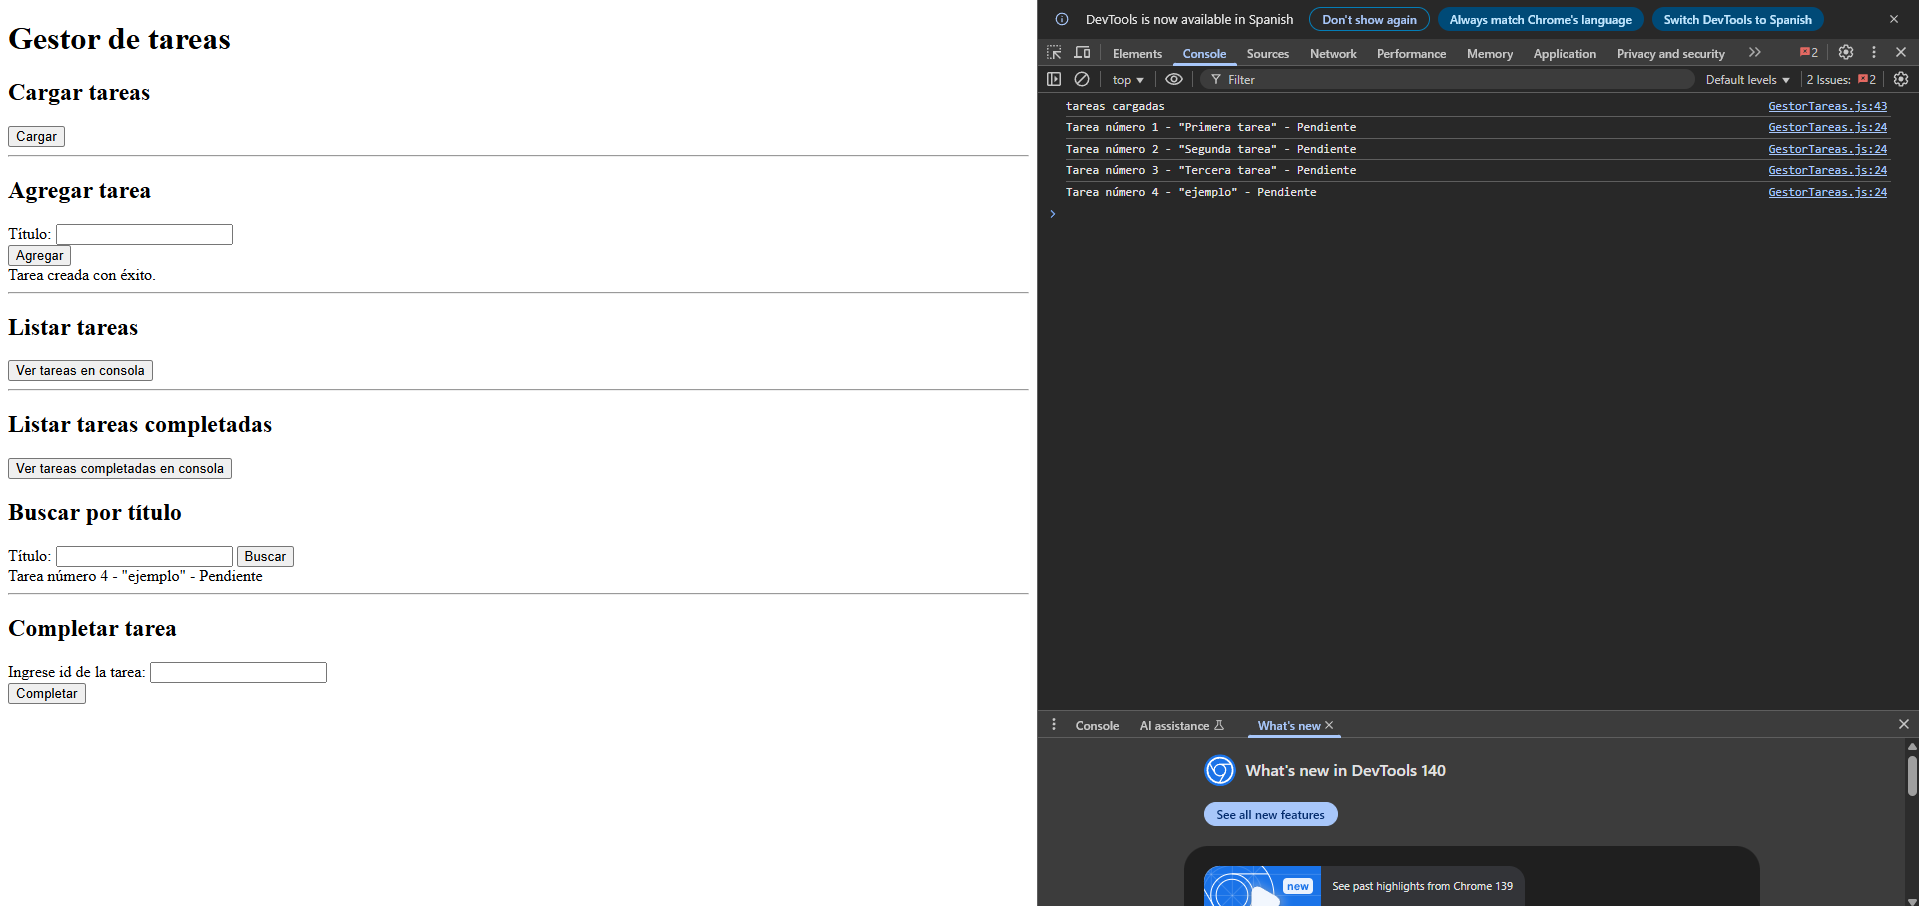 Gestor de tareas
Cargar tareas
Cargar
Agregar tarea
Título:
Agregar
Tarea creada con éxito.
Listar tareas
Ver tareas en consola
Listar tareas completadas
Ver tareas completadas en consola
Buscar por título
Título: Buscar
Tarea número 4 - "ejemplo" - Pendiente
Completar tarea
Ingrese id de la tarea:
Completar
DevTools is now available in Spanish Don't show again Always match Chrome's language Switch DevTools to Spanish
Elements Console Sources Network Performance Memory Application Privacy and security 2
top Filter Default levels 2 Issues: 2
tareas cargadas GestorTareas.js:43
Tarea número 1 - "Primera tarea" - Pendiente GestorTareas.js:24
Tarea número 2 - "Segunda tarea" - Pendiente GestorTareas.js:24
Tarea número 3 - "Tercera tarea" - Pendiente GestorTareas.js:24
Tarea número 4 - "ejemplo" - Pendiente GestorTareas.js:24
Console AI assistance What's new
What's new in DevTools 140
See all new features
new See past highlights from Chrome 139